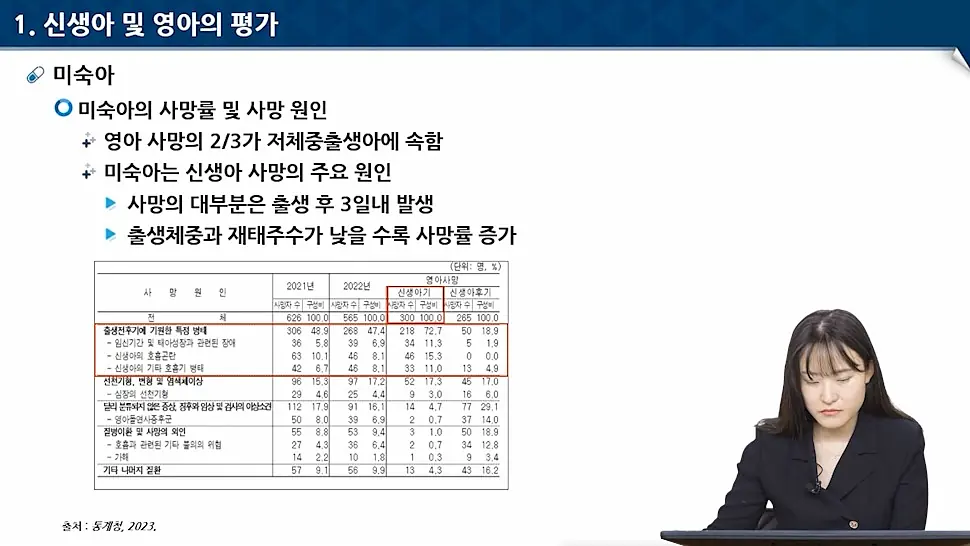 1. 신생아 및 영아의 평가
미숙아
미숙아의 사망률 및 사망 원인
영아 사망의 2/3가 저체중출생아에 속함
미숙아는 신생아 사망의 주요 원인
사망의 대부분은 출생 후 3일내 발생
출생체중과 재태주수가 낮을 수록 사망률 증가
(단위: 명, %)
사 망 원 인 2021년 2022년 영아사망
신생아기 신생아후기
사망자 수 구성비 사망자 수 구성비 사망자 수 구성비 사망자 수 구성비
전 체 626 100.0 565 100.0 300 100.0 265 100.0
출생전후기에 기원한 특정 병태 306 48.9 268 47.4 218 72.7 50 18.9
- 임신기간 및 태아성장과 관련된 장애 36 5.8 39 6.9 34 11.3 5 1.9
- 신생아의 호흡곤란 63 10.1 46 8.1 46 15.3 0 0.0
- 신생아의 기타 호흡기 병태 42 6.7 46 8.1 33 11.0 13 4.9
선천기형, 변형 및 염색체이상 96 15.3 97 17.2 52 17.3 45 17.0
- 심장의 선천기형 29 4.6 25 4.4 9 3.0 16 6.0
달리 분류되지 않은 증상, 징후와 임상 및 검사의 이상소견 112 17.9 91 16.1 14 4.7 77 29.1
- 영아돌연사증후군 50 8.0 39 6.9 2 0.7 37 14.0
질병이환 및 사망의 외인 55 8.8 53 9.4 3 1.0 50 18.9
- 호흡과 관련된 기타 불의의 위협 27 4.3 36 6.4 2 0.7 34 12.8
- 가해 14 2.2 10 1.8 1 0.3 9 3.4
기타 나머지 질환 57 9.1 56 9.9 13 4.3 43 16.2
출처 : 통계청, 2023.